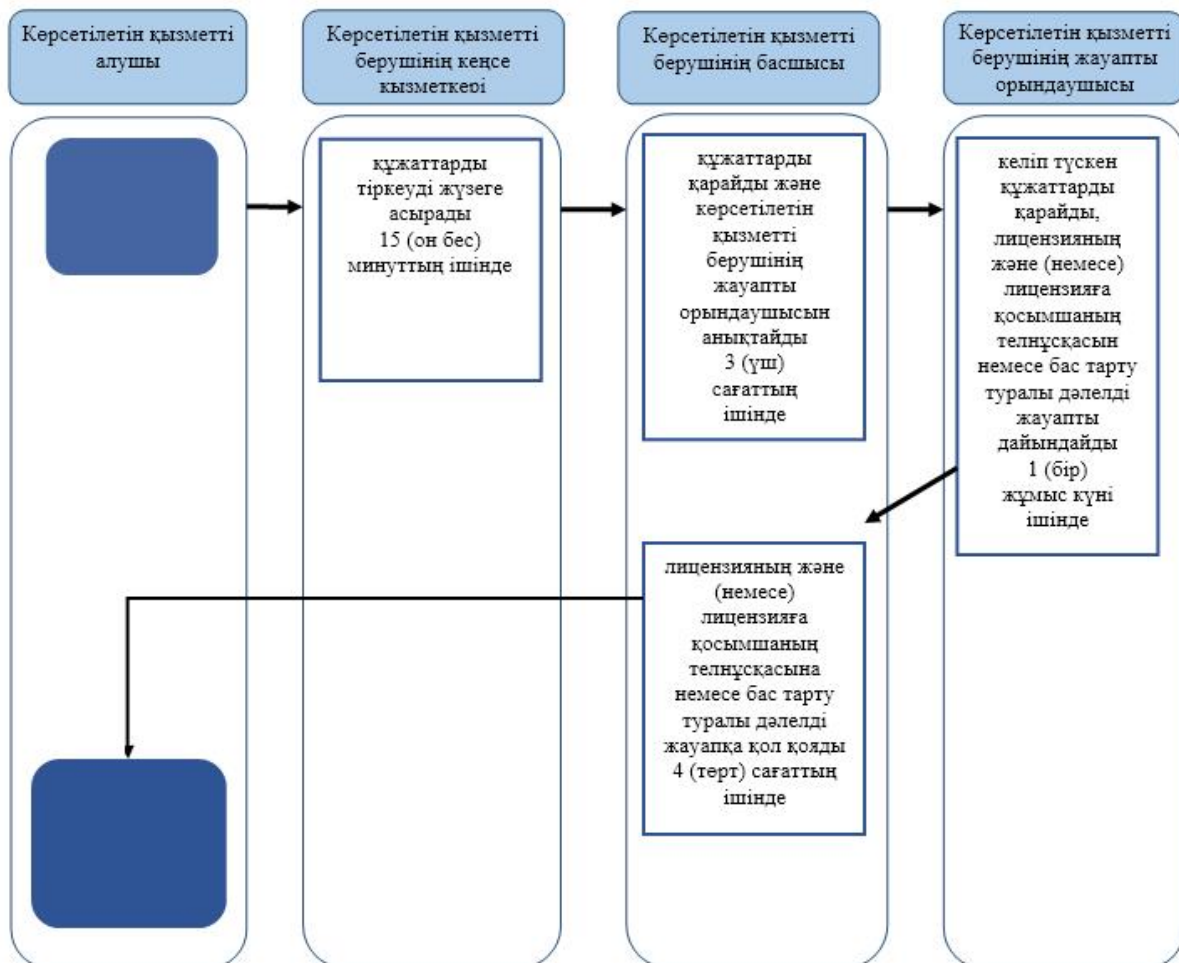 Көрсетілетін қызметті
алушы
Көрсетілетін қызметті
берушінің кеңсе
қызметкері
Көрсетілетін қызметті
берушінің басшысы
Көрсетілетін қызметті
берушінің жауапты
орындаушысы
құжаттарды
тіркеуді жүзеге
асырады
15 (он бес)
минуттың ішінде
құжаттарды
қарайды және
көрсетілетін
қызметті
берушінің
жауапты
орындаушысын
анықтайды
3 (үш)
сағаттың
ішінде
келіп түскен
құжаттарды
қарайды,
лицензияның
және (немесе)
лицензияға
қосымшаның
телнұсқасын
немесе бас тарту
туралы дәлелді
жауапты
дайындайды
1 (бір)
жұмыс күні
ішінде
лицензияның және
(немесе)
лицензияға
қосымшаның
телнұсқасына
немесе бас тарту
туралы дәлелді
жауапқа қол қояды
4 (төрт) сағаттың
ішінде